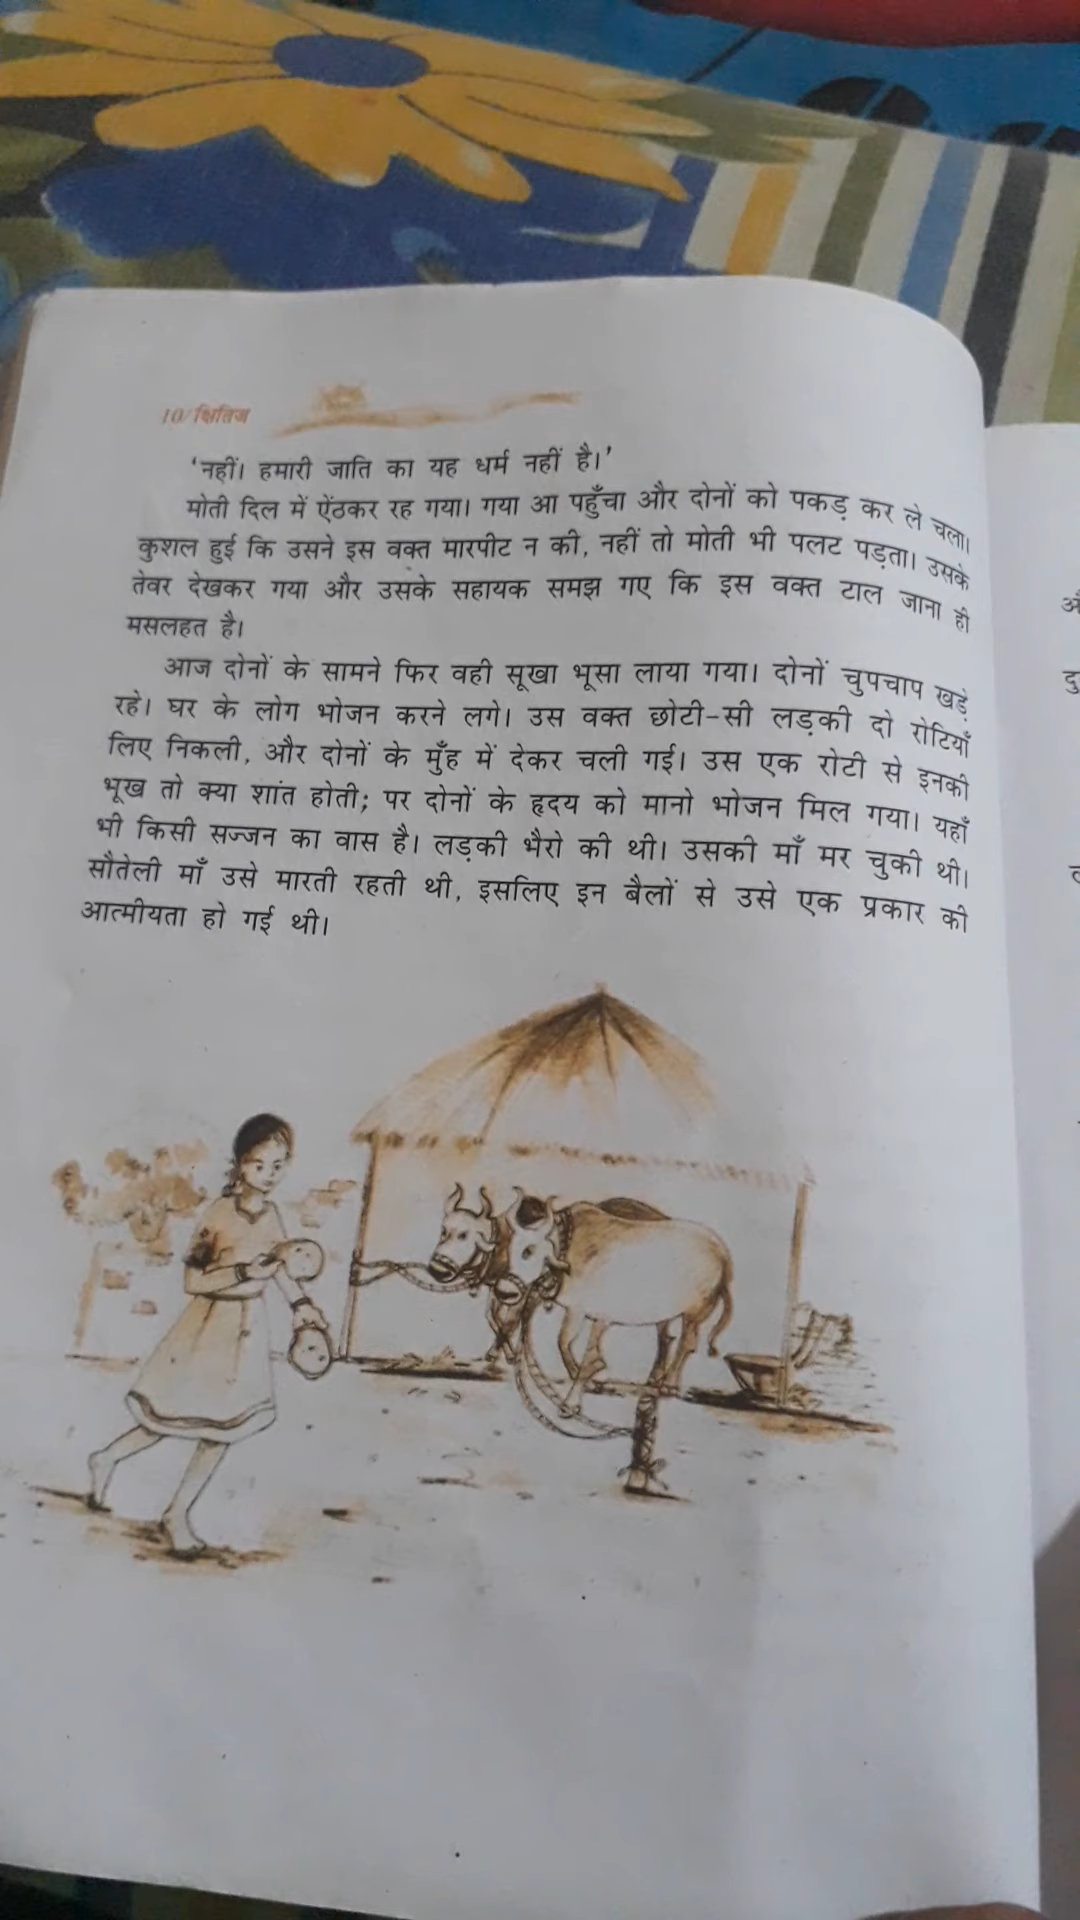 10/क्षितिज
‘नहीं। हमारी जाति का यह धर्म नहीं है।’
मोती दिल में ऐंठकर रह गया। गया आ पहुँचा और दोनों को पकड़ कर ले चला।
कुशल हुई कि उसने इस वक्त मारपीट न की, नहीं तो मोती भी पलट पड़ता। उसके
तेवर देखकर गया और उसके सहायक समझ गए कि इस वक्त टाल जाना ही
मसलहत है।
आज दोनों के सामने फिर वही सूखा भूसा लाया गया। दोनों चुपचाप खड़े
रहे। घर के लोग भोजन करने लगे। उस वक्त छोटी-सी लड़की दो रोटियाँ
लिए निकली, और दोनों के मुँह में देकर चली गई। उस एक रोटी से इनकी
भूख तो क्या शांत होती; पर दोनों के हृदय को मानो भोजन मिल गया। यहाँ
भी किसी सज्जन का वास है। लड़की भैरो की थी। उसकी माँ मर चुकी थी।
सौतेली माँ उसे मारती रहती थी, इसलिए इन बैलों से उसे एक प्रकार की
आत्मीयता हो गई थी।